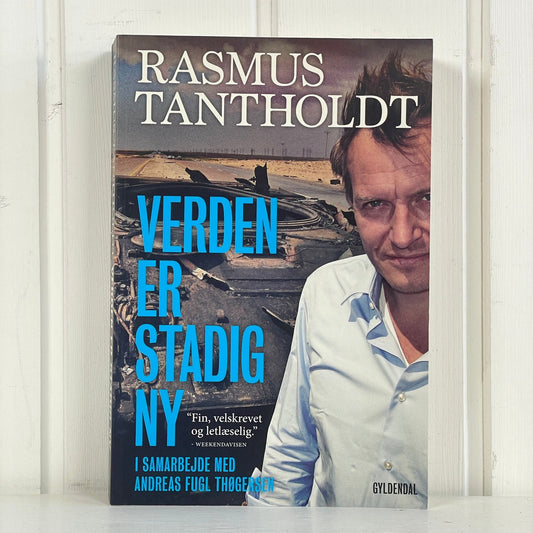 RASMUS
TANTHOLDT
VERDEN
ER
STADIG
NY
“Fin, velskrevet
og letlæselig.”
- WEEKENDAVISEN
I SAMARBEJDE MED
ANDREAS FUGL THØGERSEN
GYLDENDAL